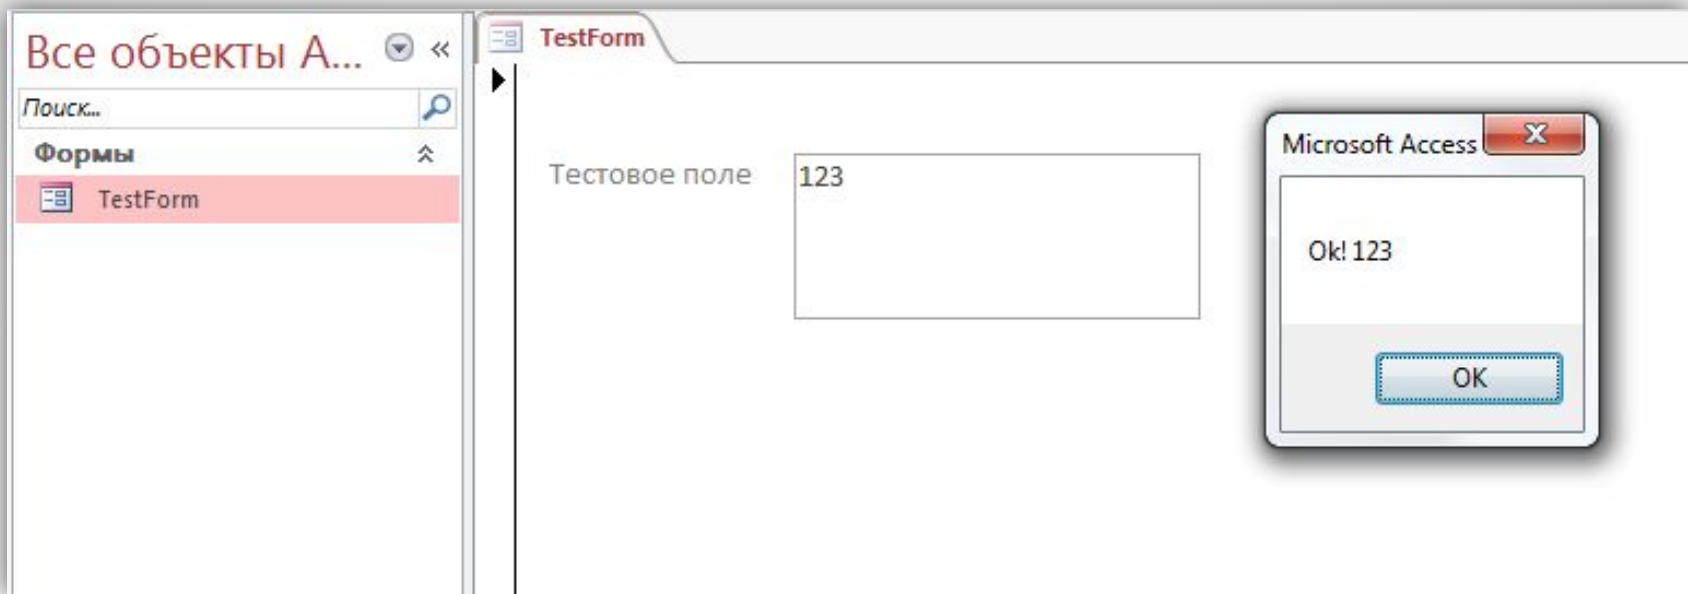 Все объекты A...
Поиск...
Формы
TestForm
TestForm
Тестовое поле
123
Microsoft Access
Ok! 123
OK